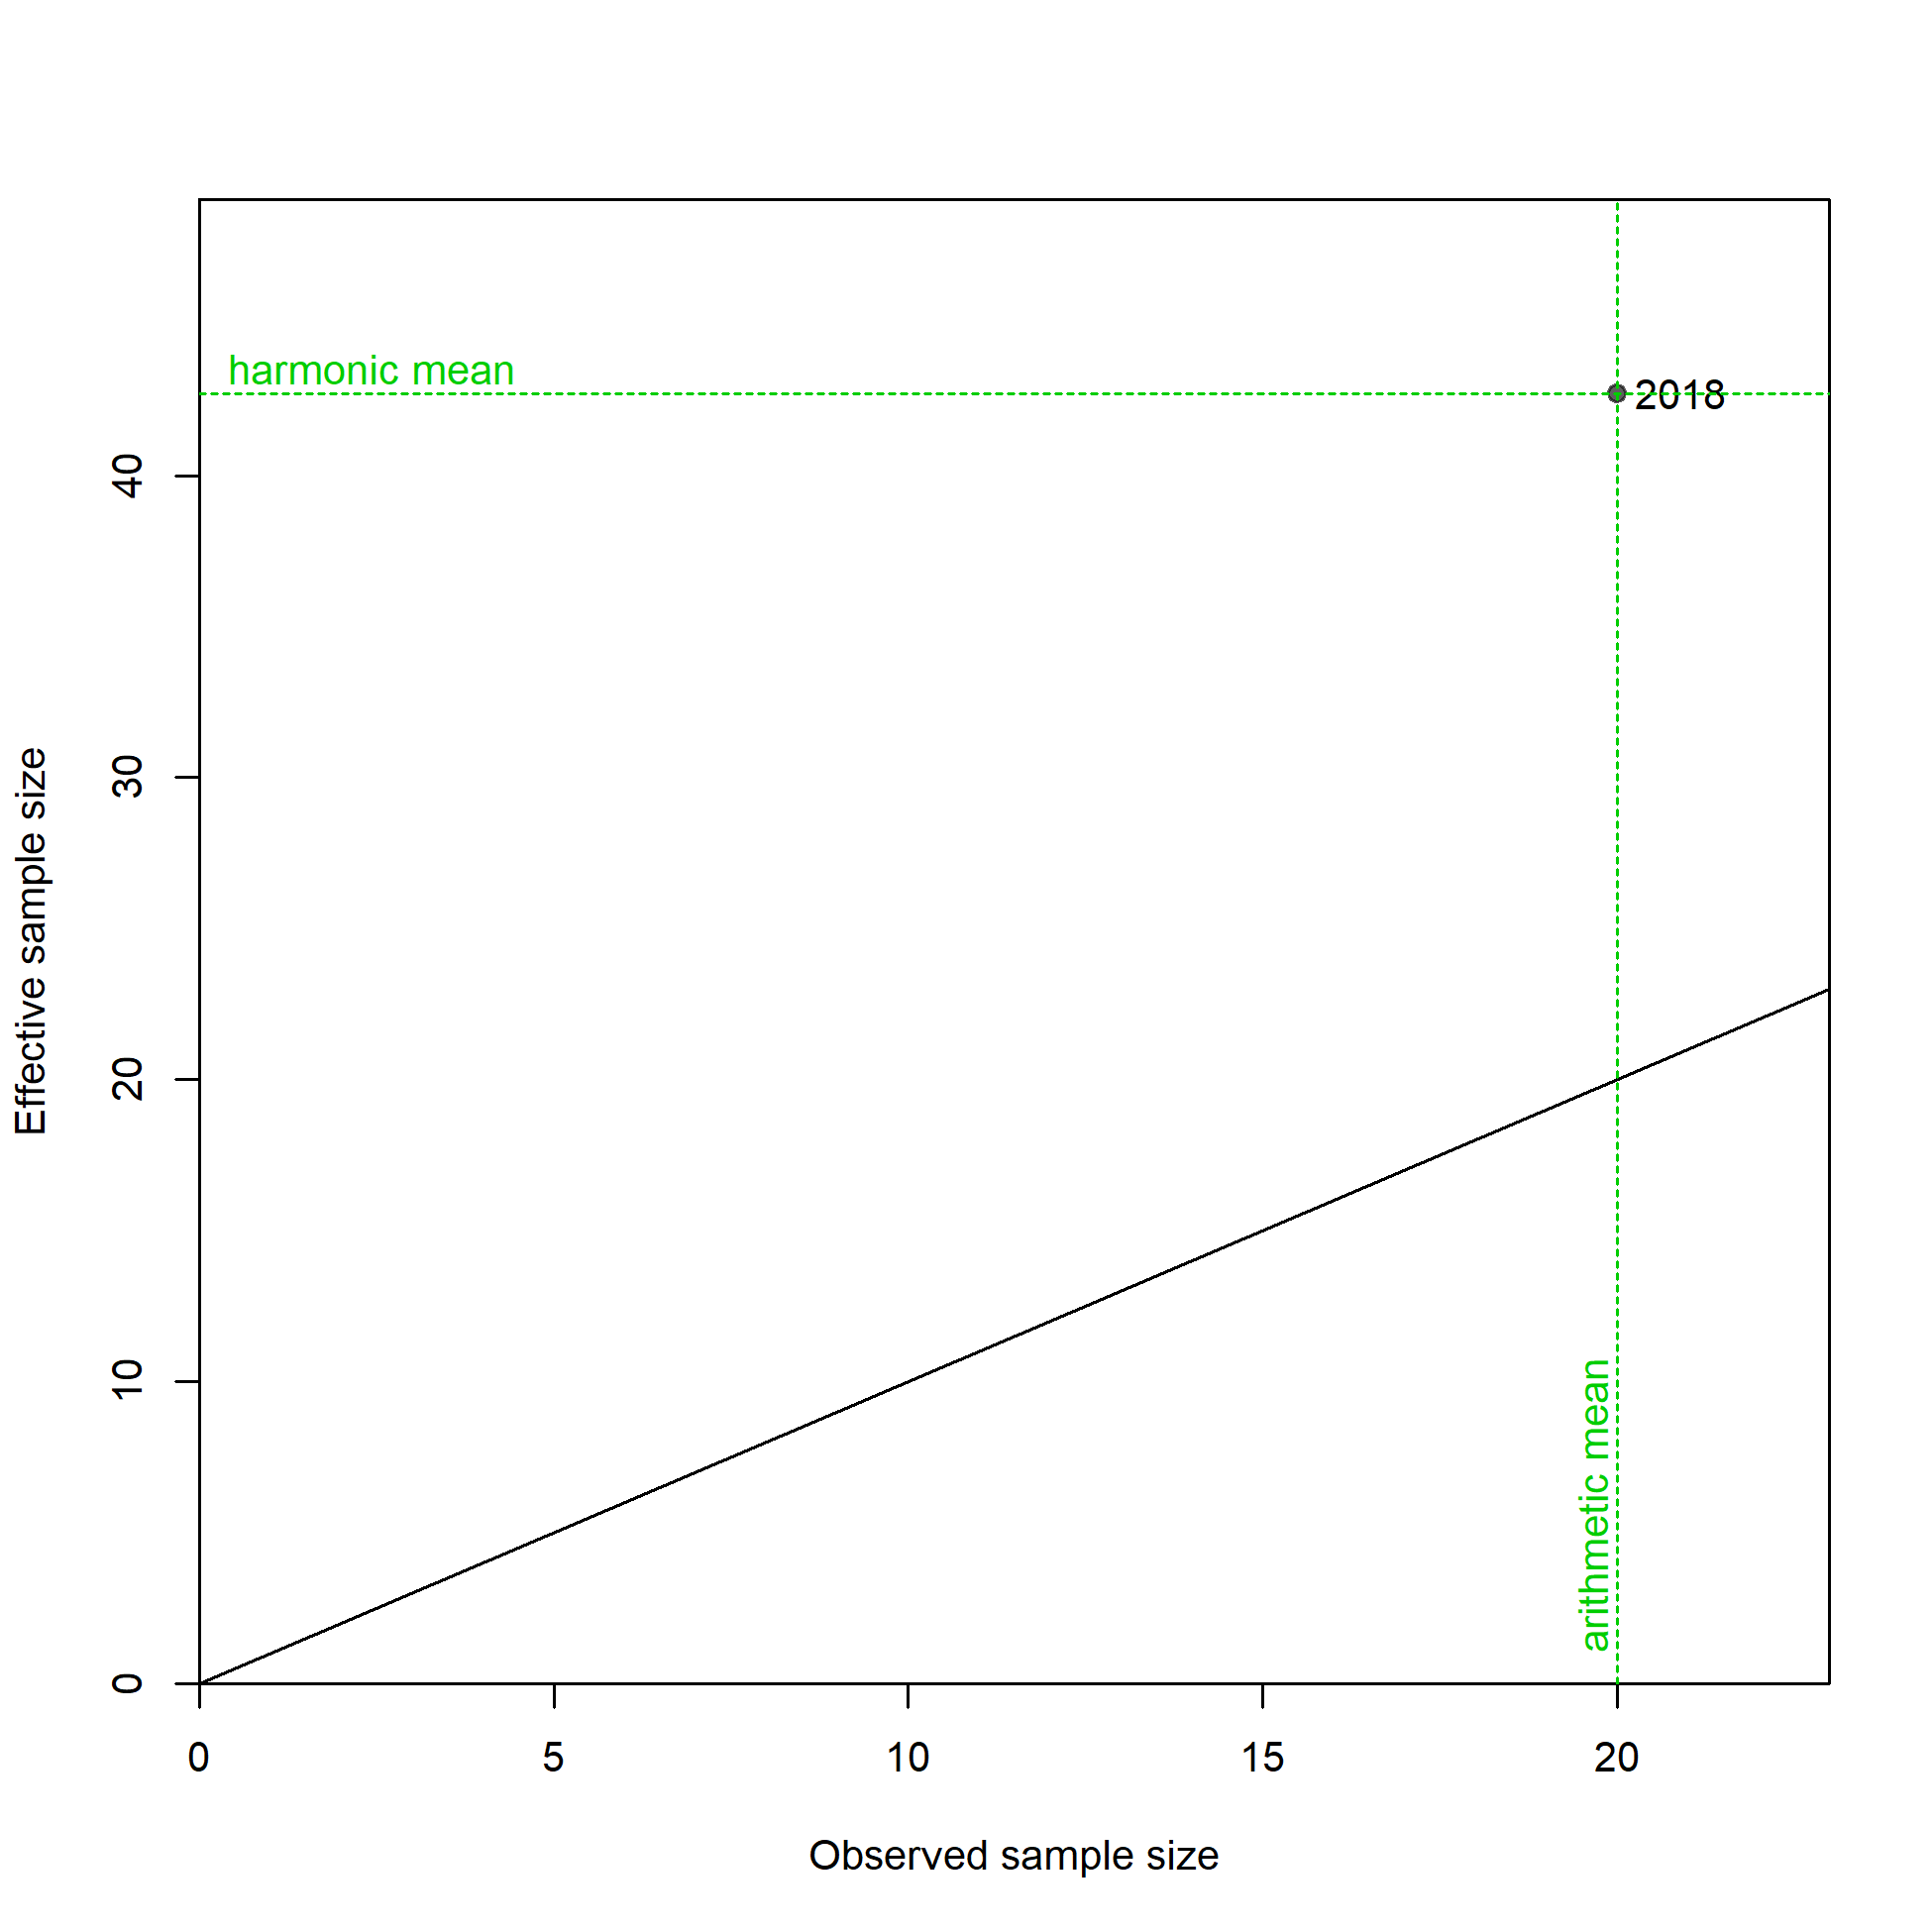 harmonic mean
2018
40
30
20
10
0
Effective sample size
arithmetic mean
0 5 10 15 20
Observed sample size